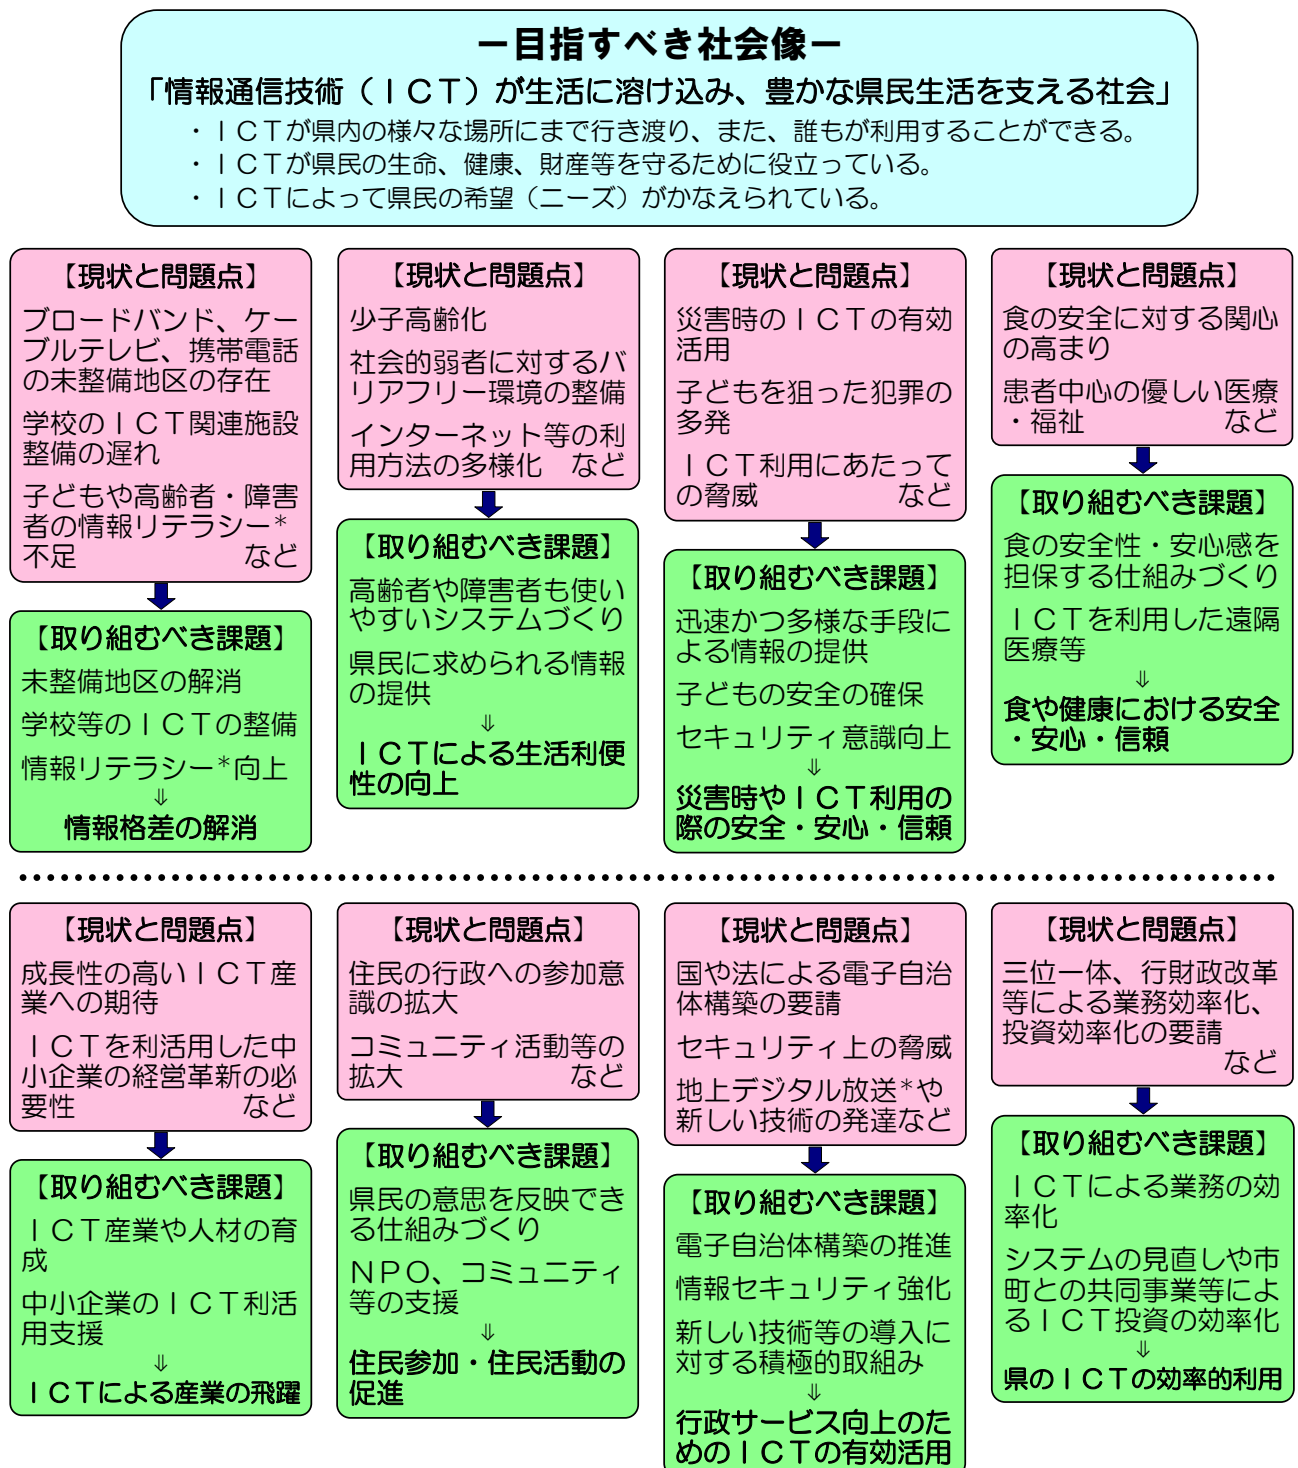 －目指すべき社会像－
「情報通信技術（ＩＣＴ）が生活に溶け込み、豊かな県民生活を支える社会」
・ＩＣＴが県内の様々な場所にまで行き渡り、また、誰もが利用することができる。
・ＩＣＴが県民の生命、健康、財産等を守るために役立っている。
・ＩＣＴによって県民の希望（ニーズ）がかなえられている。
【現状と問題点】
ブロードバンド、ケー
ブルテレビ、携帯電話
の未整備地区の存在
学校のＩＣＴ関連施設
整備の遅れ
子どもや高齢者・障害
者の情報リテラシー*
不足 など
【取り組むべき課題】
未整備地区の解消
学校等のＩＣＴの整備
情報リテラシー*向上
⇓
情報格差の解消
【現状と問題点】
少子高齢化
社会的弱者に対するバ
リアフリー環境の整備
インターネット等の利
用方法の多様化 など
【取り組むべき課題】
高齢者や障害者も使い
やすいシステムづくり
県民に求められる情報
の提供
⇓
ＩＣＴによる生活利便
性の向上
【現状と問題点】
災害時のＩＣＴの有効
活用
子どもを狙った犯罪の
多発
ＩＣＴ利用にあたって
の脅威 など
【取り組むべき課題】
迅速かつ多様な手段に
よる情報の提供
子どもの安全の確保
セキュリティ意識向上
⇓
災害時やＩＣＴ利用の
際の安全・安心・信頼
【現状と問題点】
食の安全に対する関心
の高まり
患者中心の優しい医療
・福祉 など
【取り組むべき課題】
食の安全性・安心感を
担保する仕組みづくり
ＩＣＴを利用した遠隔
医療等
⇓
食や健康における安全
・安心・信頼
【現状と問題点】
成長性の高いＩＣＴ産
業への期待
ＩＣＴを利活用した中
小企業の経営革新の必
要性 など
【取り組むべき課題】
ＩＣＴ産業や人材の育
成
中小企業のＩＣＴ利活
用支援
⇓
ＩＣＴによる産業の飛躍
【現状と問題点】
住民の行政への参加意
識の拡大
コミュニティ活動等の
拡大 など
【取り組むべき課題】
県民の意思を反映でき
る仕組みづくり
ＮＰＯ、コミュニティ
等の支援
⇓
住民参加・住民活動の
促進
【現状と問題点】
国や法による電子自治
体構築の要請
セキュリティ上の脅威
地上デジタル放送*や
新しい技術の発達など
【取り組むべき課題】
電子自治体構築の推進
情報セキュリティ強化
新しい技術等の導入に
対する積極的取組み
⇓
行政サービス向上のた
めのＩＣＴの有効活用
【現状と問題点】
三位一体、行財政改革
等による業務効率化、
投資効率化の要請
など
【取り組むべき課題】
ＩＣＴによる業務の効
率化
システムの見直しや市
町との共同事業等によ
るＩＣＴ投資の効率化
⇓
県のＩＣＴの効率的利用